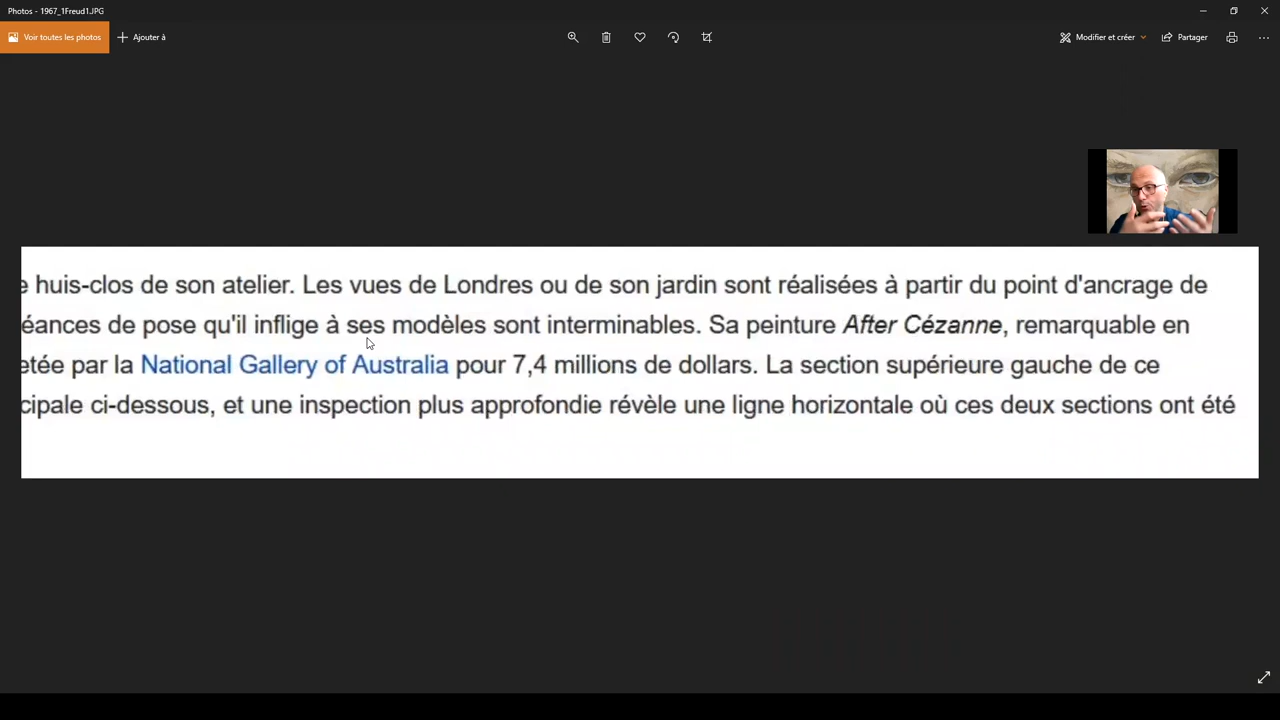 Photos - 1967_1Freud1.JPG
Voir toutes les photos
Ajouter à
Modifier et créer
Partager
huis-clos de son atelier. Les vues de Londres ou de son jardin sont réalisées à partir du point d'ancrage de
éances de pose qu'il inflige à ses modèles sont interminables. Sa peinture After Cézanne, remarquable en
etée par la National Gallery of Australia pour 7,4 millions de dollars. La section supérieure gauche de ce
cipale ci-dessous, et une inspection plus approfondie révèle une ligne horizontale où ces deux sections ont été